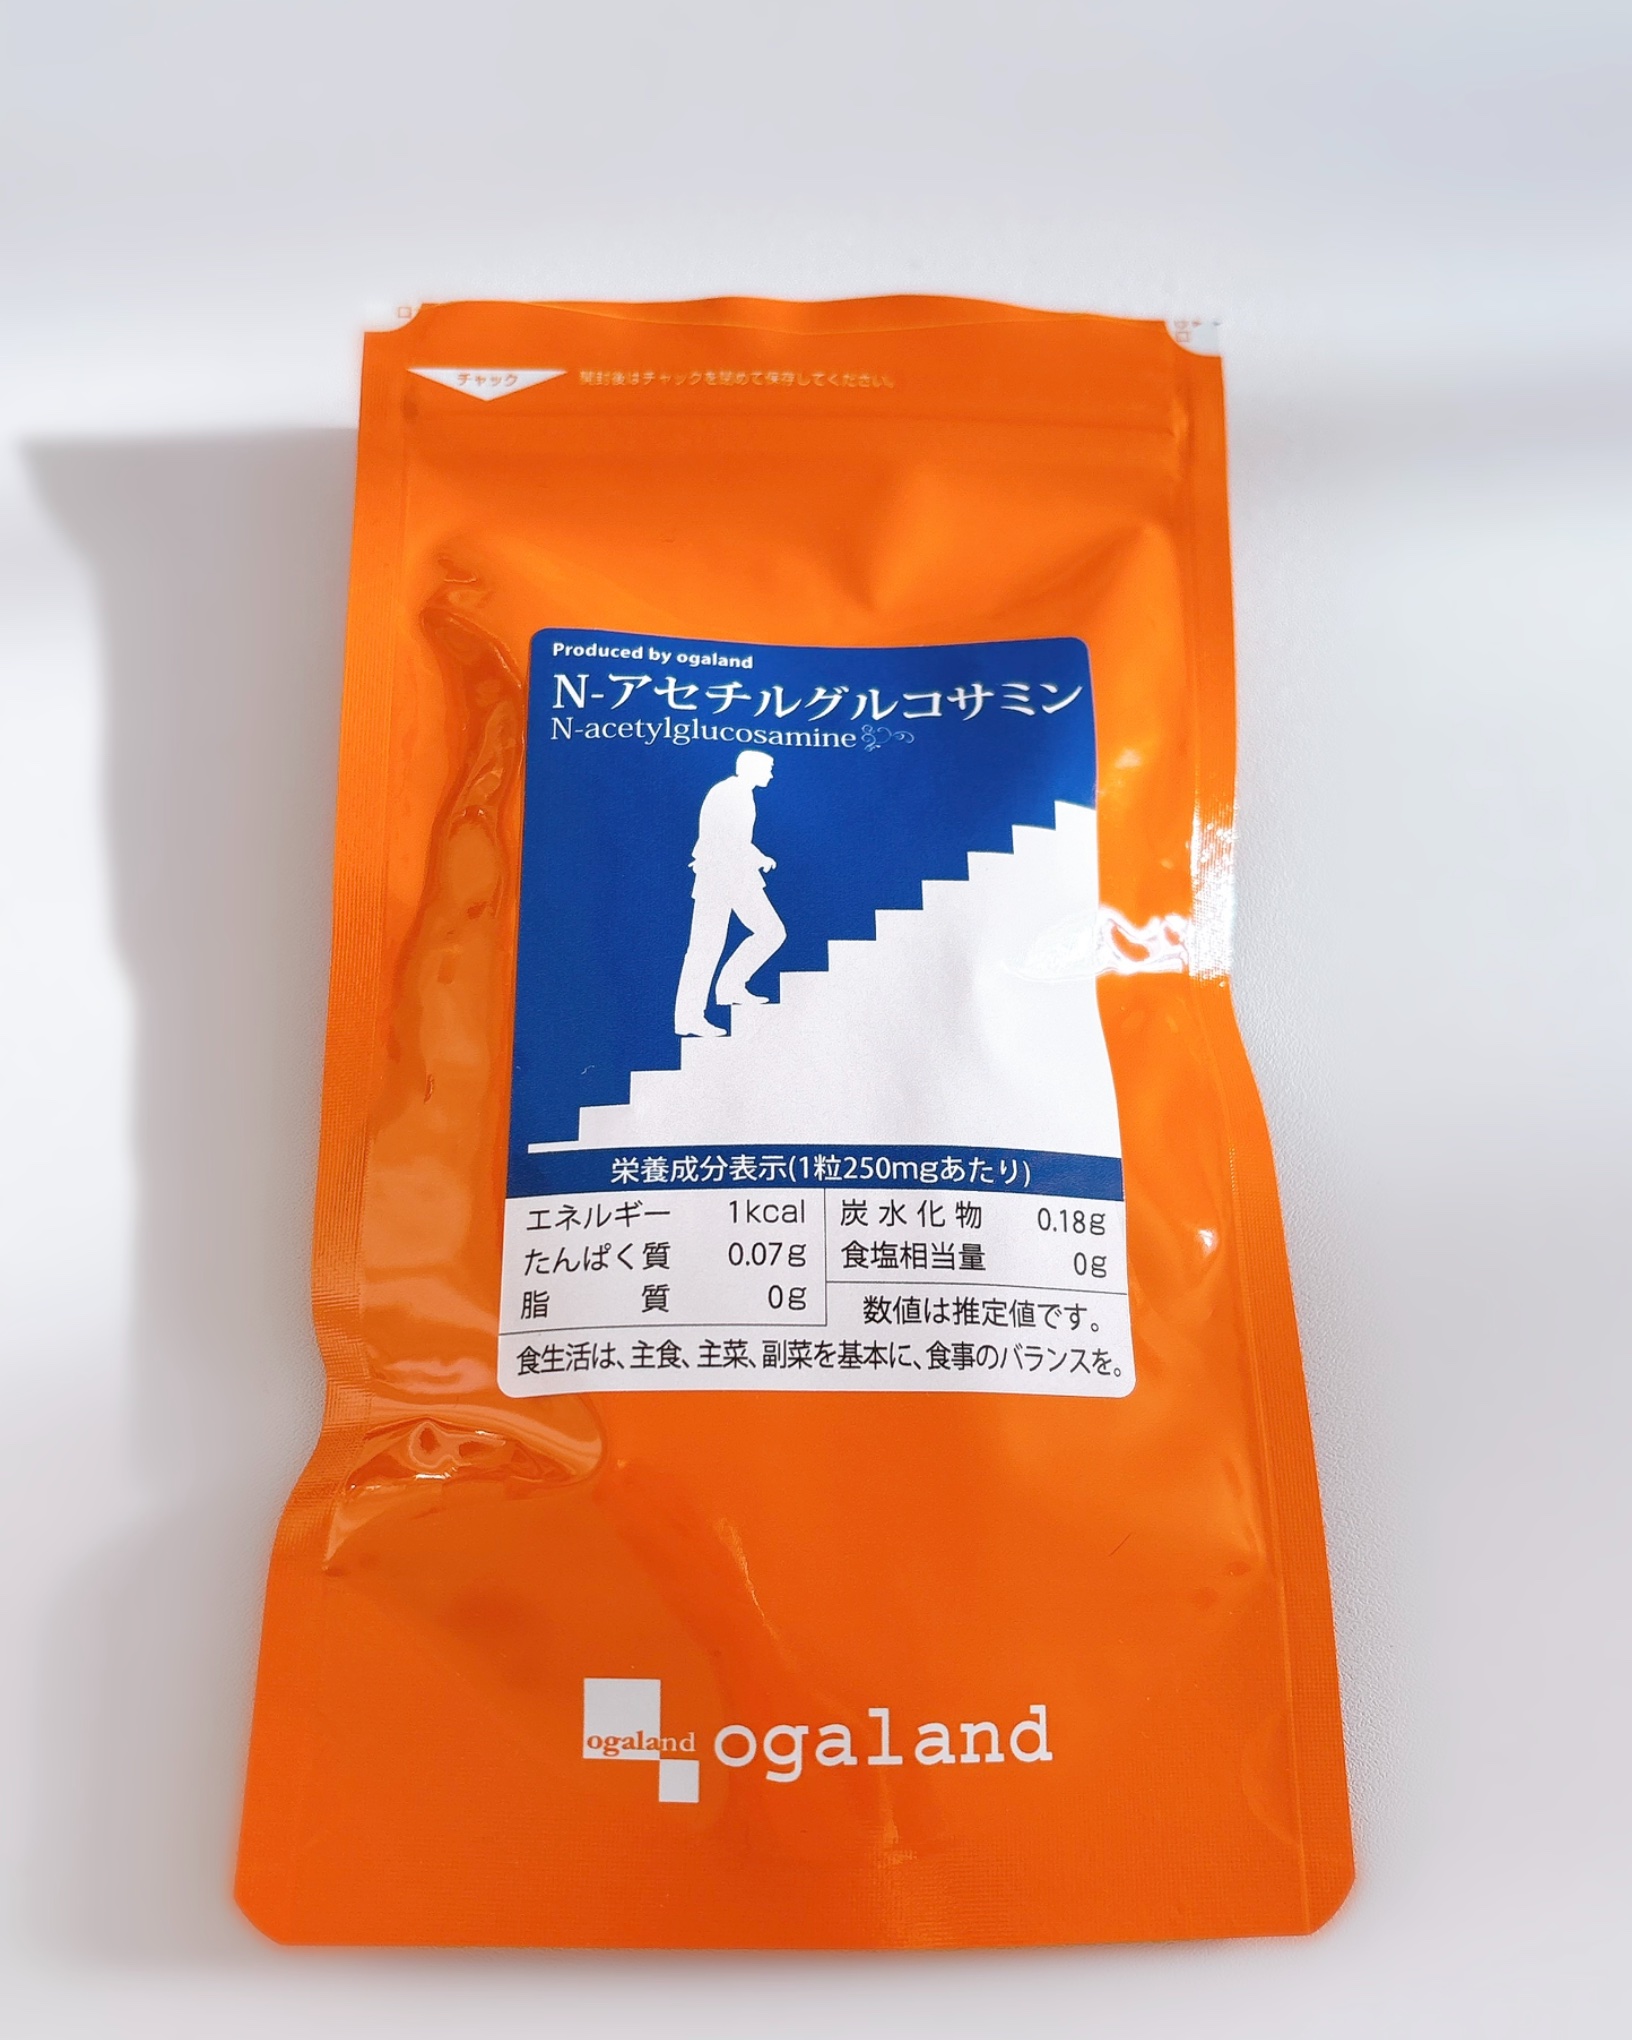 チャック
開封後はチャックを閉めて保存してください。
Produced by ogaland
N-アセチルグルコサミン
N-acetylglucosamine
栄養成分表示(1粒250mgあたり)
エネルギー 1kcal
たんぱく質 0.07g
脂質 0g
炭水化物 0.18g
食塩相当量 0g
数値は推定値です。
食生活は、主食、主菜、副菜を基本に、食事のバランスを。
ogaland
ogaland